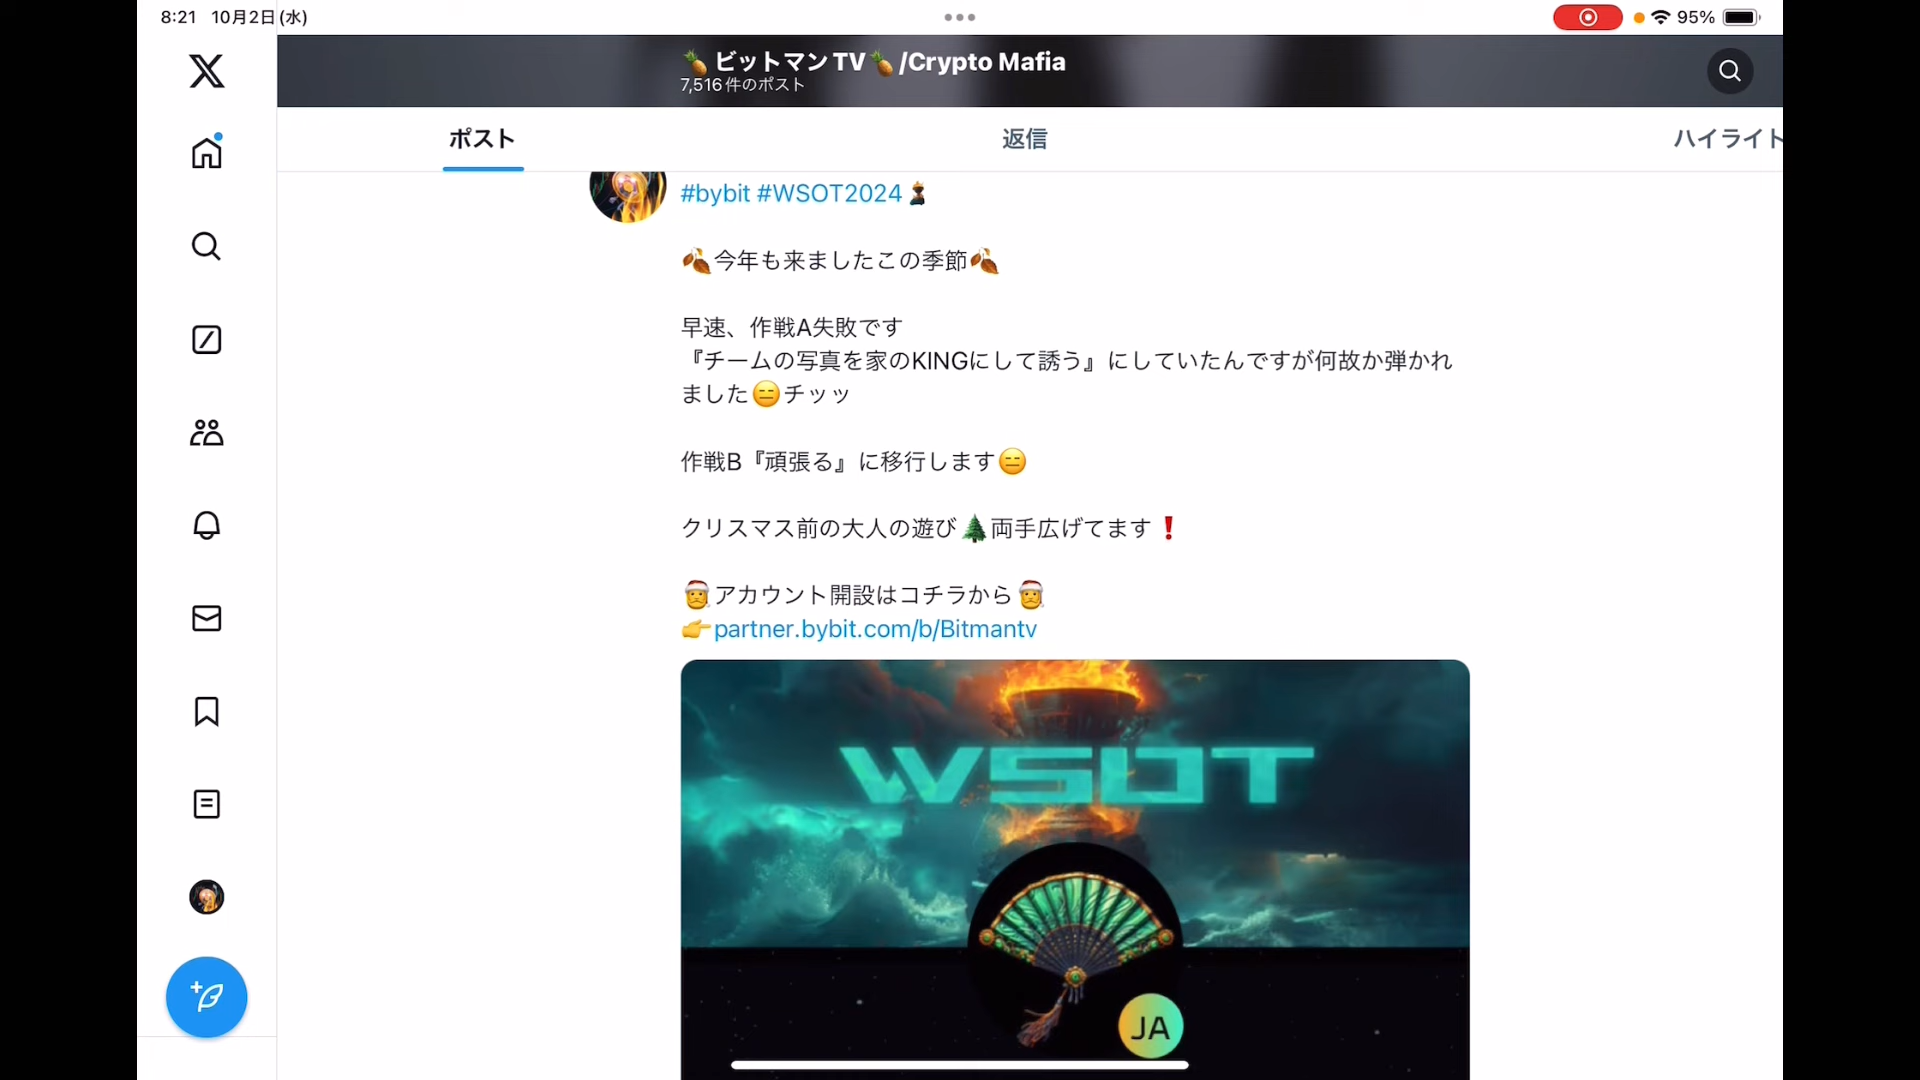 8:21 10月2日(水)
95%
🍍ビットマンTV🍍/Crypto Mafia
7,516件のポスト
ポスト
返信
ハイライト
#bybit #WSOT2024
🍂今年も来ましたこの季節🍂
早速、作戦A失敗です
『チームの写真を家のKINGにして誘う』にしていたんですが何故か弾かれ
ました😑チッッ
作戦B『頑張る』に移行します😑
クリスマス前の大人の遊び🌲両手広げてます❗
🎅アカウント開設はコチラから🎅
👉partner.bybit.com/b/Bitmantv
WSOT
JA